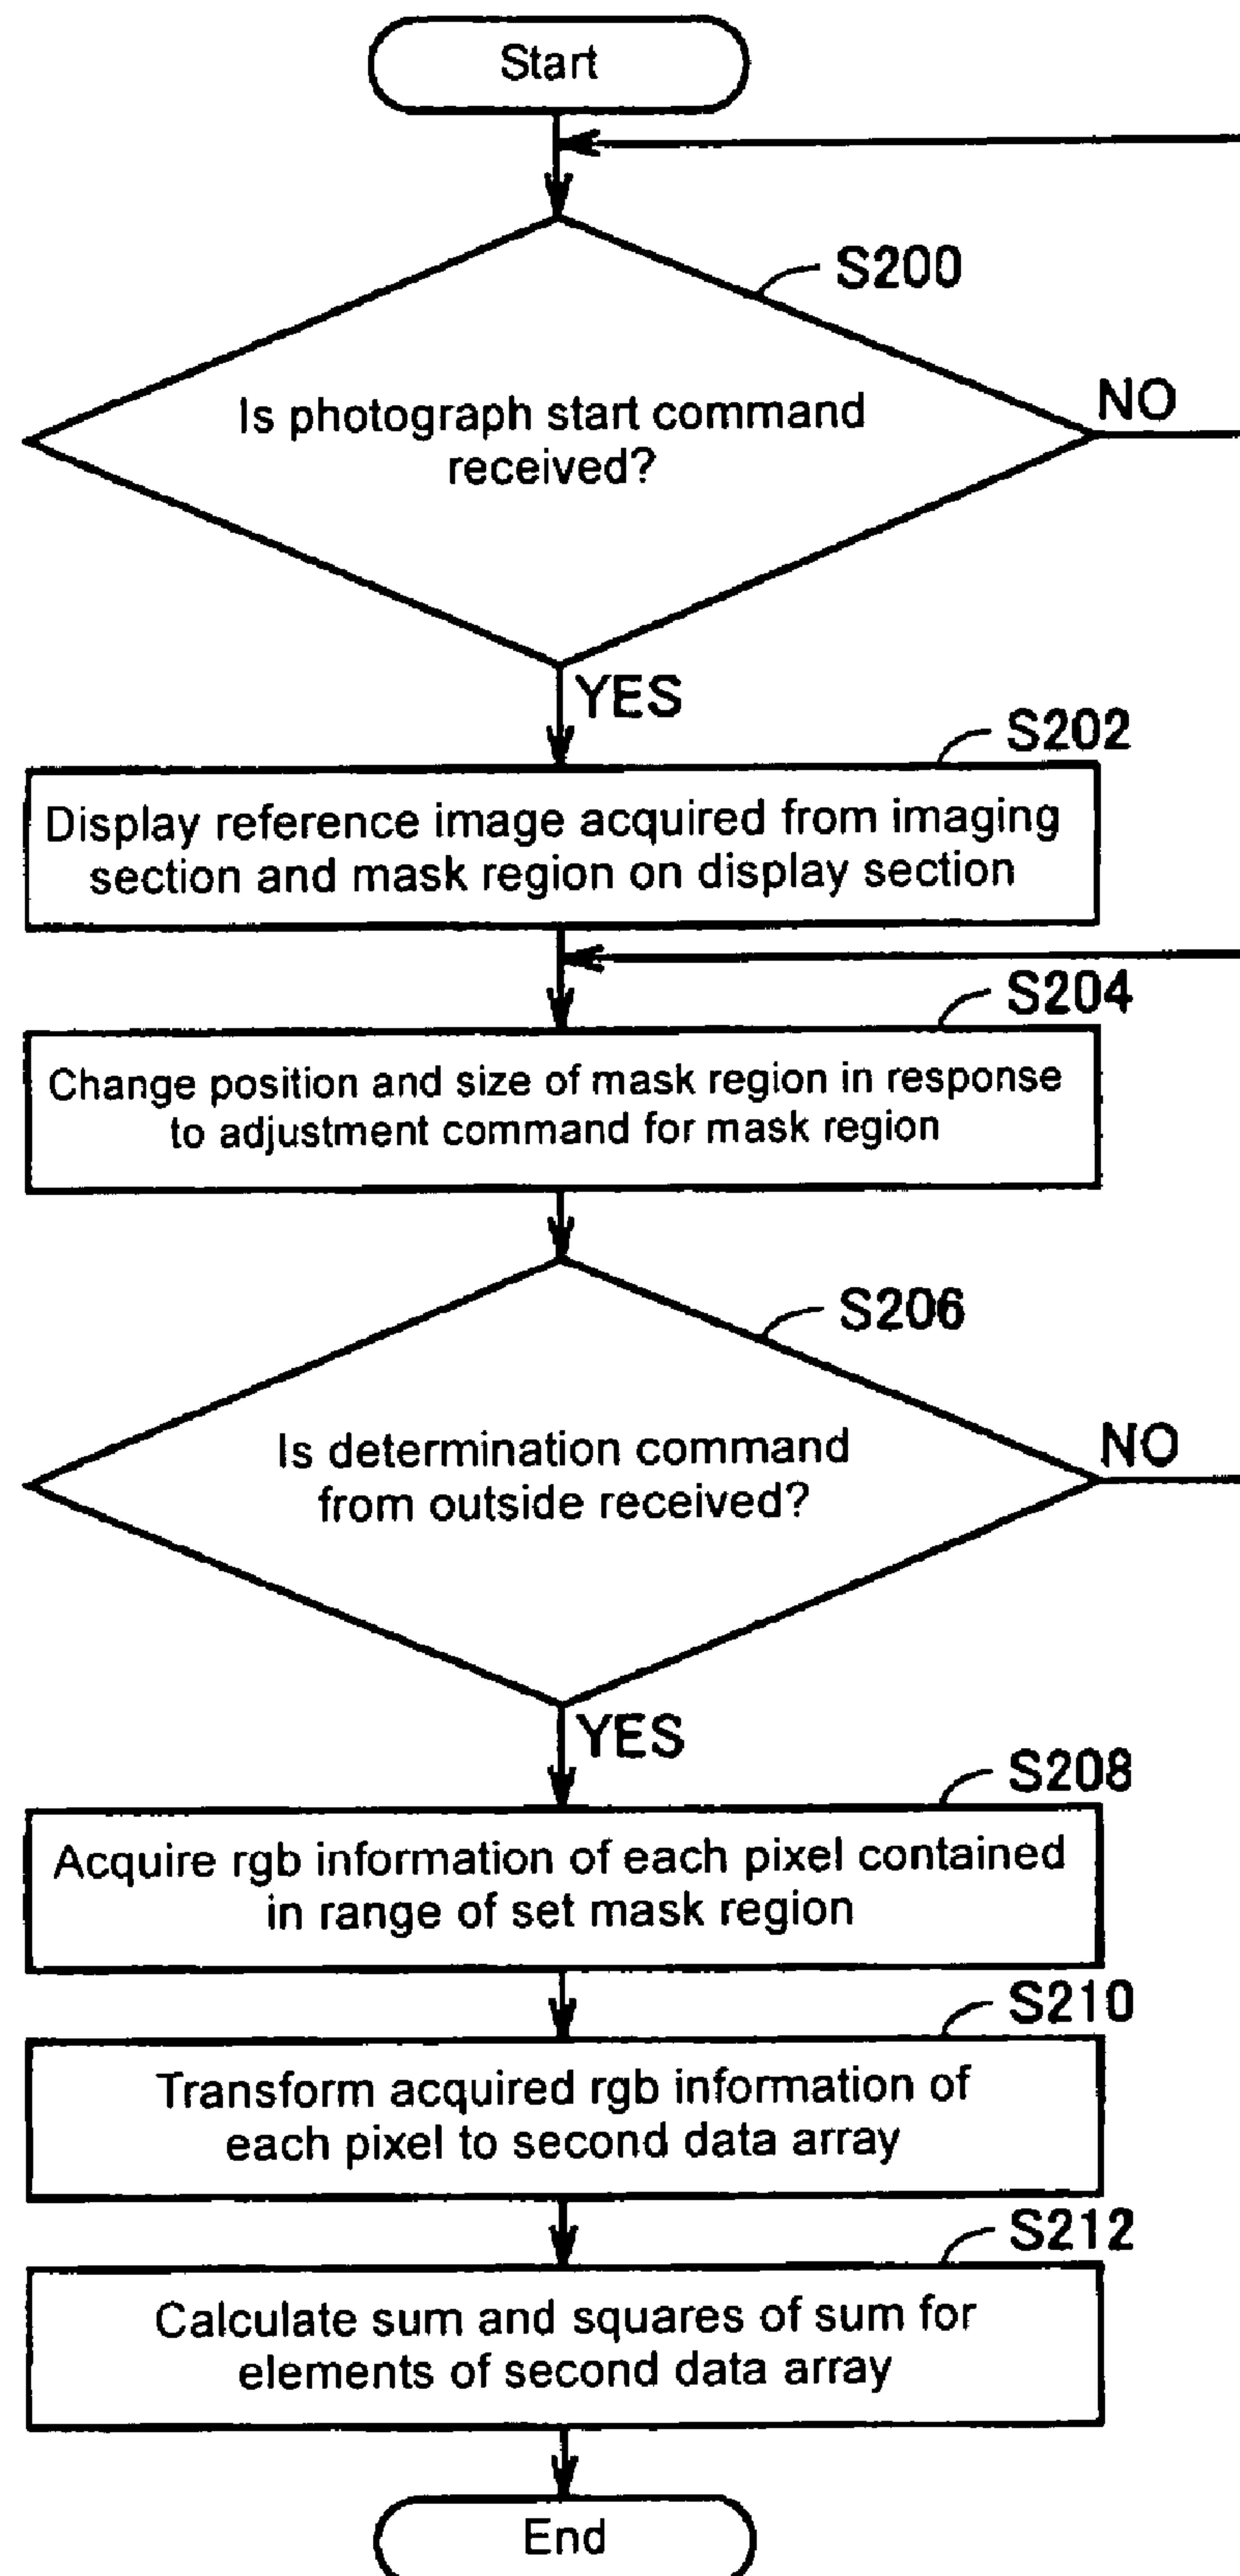 Start
S200
Is photograph start command
received?
NO
YES
S202
Display reference image acquired from imaging
section and mask region on display section
S204
Change position and size of mask region in response
to adjustment command for mask region
S206
Is determination command
from outside received?
NO
YES
S208
Acquire rgb information of each pixel contained
in range of set mask region
S210
Transform acquired rgb information of
each pixel to second data array
S212
Calculate sum and squares of sum for
elements of second data array
End